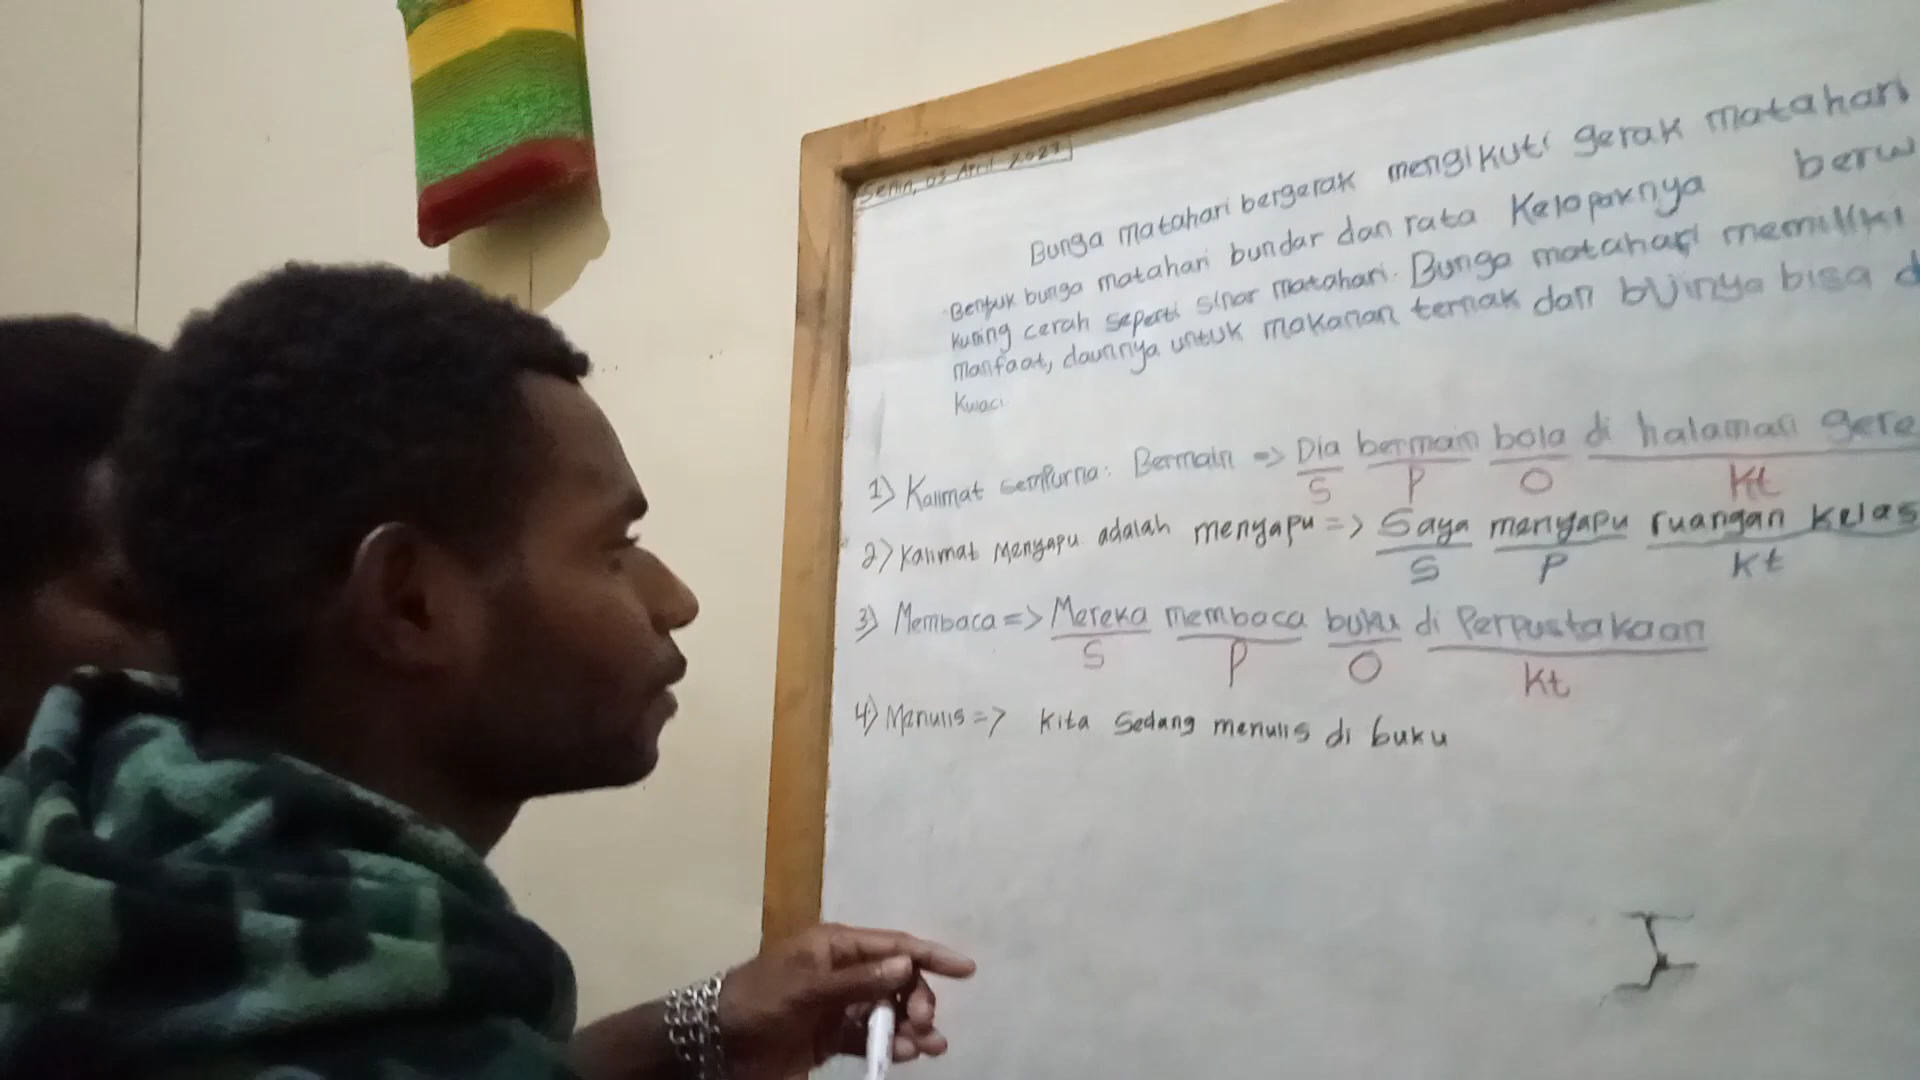 Senin, 03 April 2023
Bunga matahari bergerak mengikuti gerak matahari
Bentuk bunga matahari bundar dan rata Kelopaknya berw
kuning cerah seperti sinar matahari. Bunga matahari memiliki
manfaat, daunnya untuk makanan ternak dan bijinya bisa d
Kwaci.
1) Kalimat sempurna: Bermain => Dia bermain bola di halaman gere
S P O Kt
2) Kalimat Menyapu adalah menyapu => Saya menyapu ruangan kelas
S P Kt
3) Membaca => Mereka membaca buku di Perpustakaan
S P O Kt
4) Menulis => Kita Sedang menulis di buku